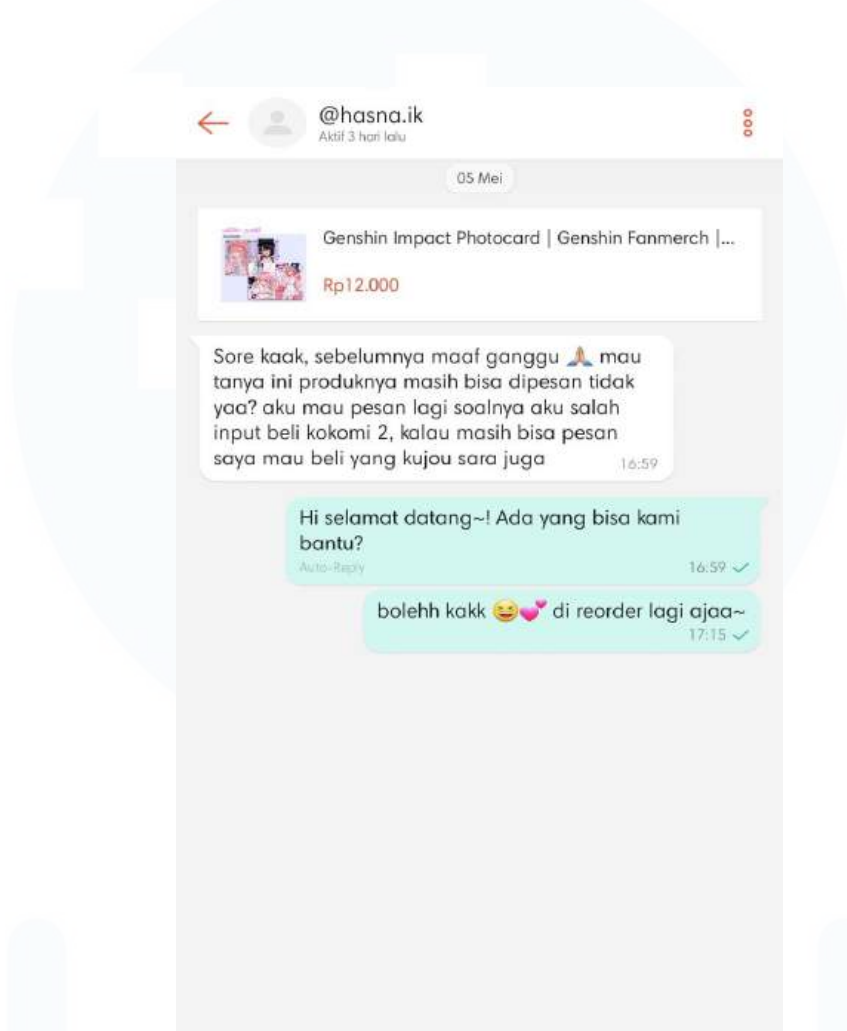 @hasna.ik
Aktif 3 hari lalu
05 Mei
Genshin Impact Photocard | Genshin Fanmerch |...
Rp12.000
Sore kaak, sebelumnya maaf ganggu 🙏🏼 mau
tanya ini produknya masih bisa dipesan tidak
yaa? aku mau pesan lagi soalnya aku salah
input beli kokomi 2, kalau masih bisa pesan
saya mau beli yang kujou sara juga
16:59
Hi selamat datang~! Ada yang bisa kami
bantu?
Auto-Reply 16:59
bolehh kakk 😆💕 di reorder lagi ajaa~
17:15